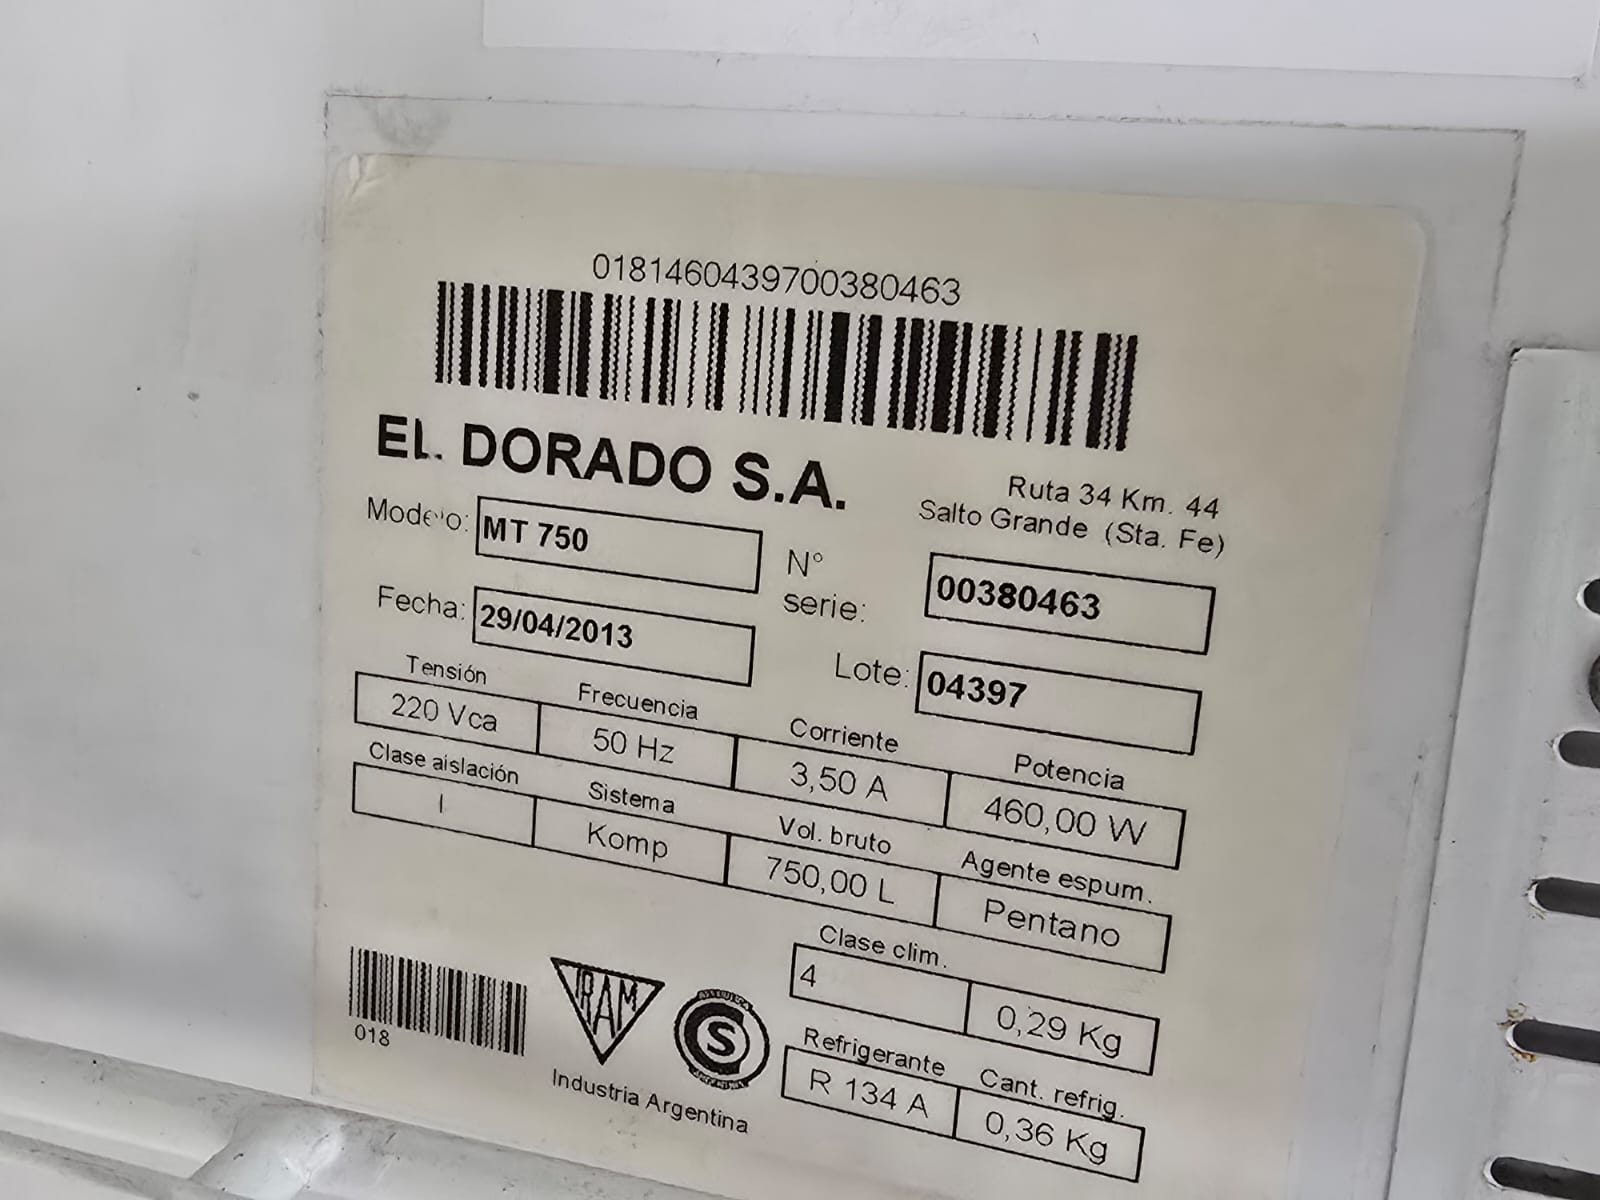 0181460439700380463
EL DORADO S.A.
Ruta 34 Km. 44
Salto Grande (Sta. Fe)
Modelo: MT 750
N° serie: 00380463
Fecha: 29/04/2013
Lote: 04397
Tensión Frecuencia Corriente Potencia
220 Vca 50 Hz 3,50 A 460,00 W
Clase aislación Sistema Vol. bruto Agente espum.
I Komp 750,00 L Pentano
Clase clim.
4 0,29 Kg
Refrigerante Cant. refrig.
R 134 A 0,36 Kg
018
IRAM
S
Industria Argentina